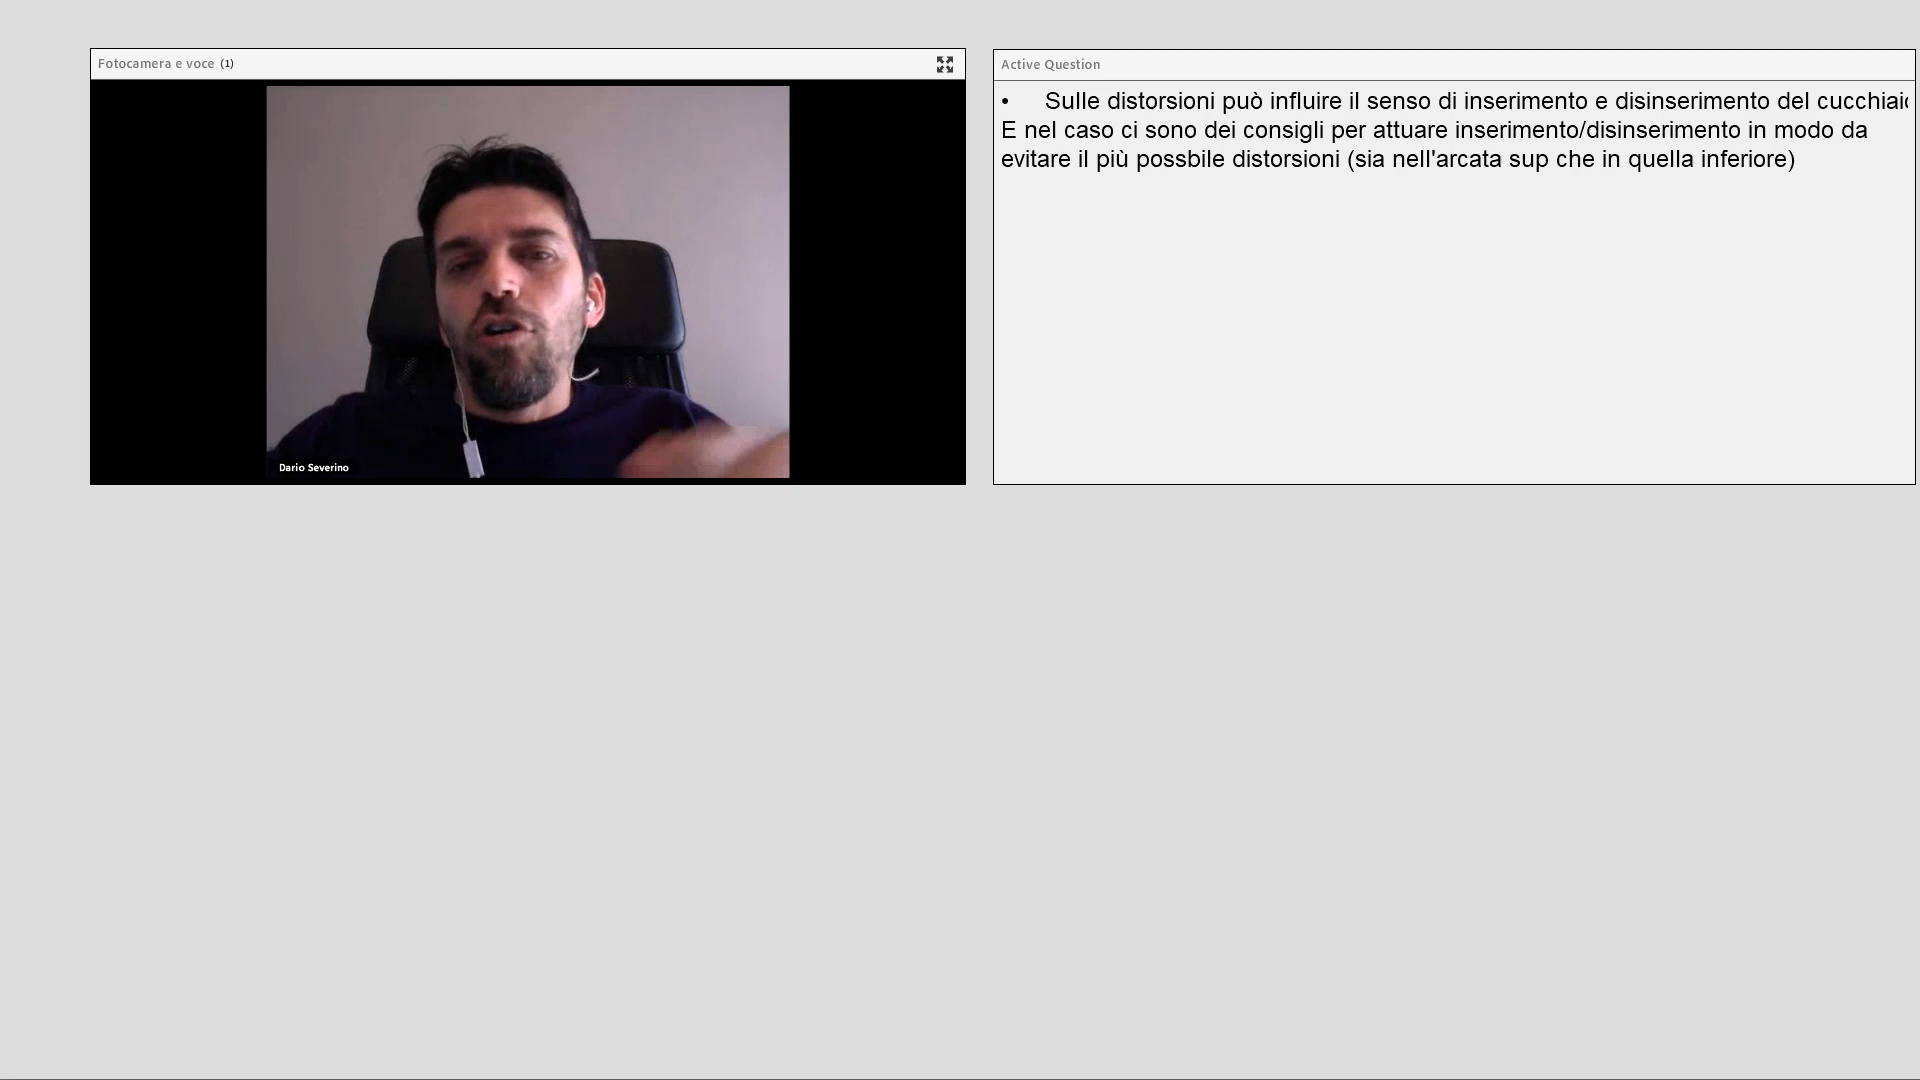 Fotocamera e voce (1)
Dario Severino
Active Question
• Sulle distorsioni può influire il senso di inserimento e disinserimento del
E nel caso ci sono dei consigli per attuare inserimento/disinserimento in modo da
evitare il più possbile distorsioni (sia nell'arcata sup che in quella inferiore)